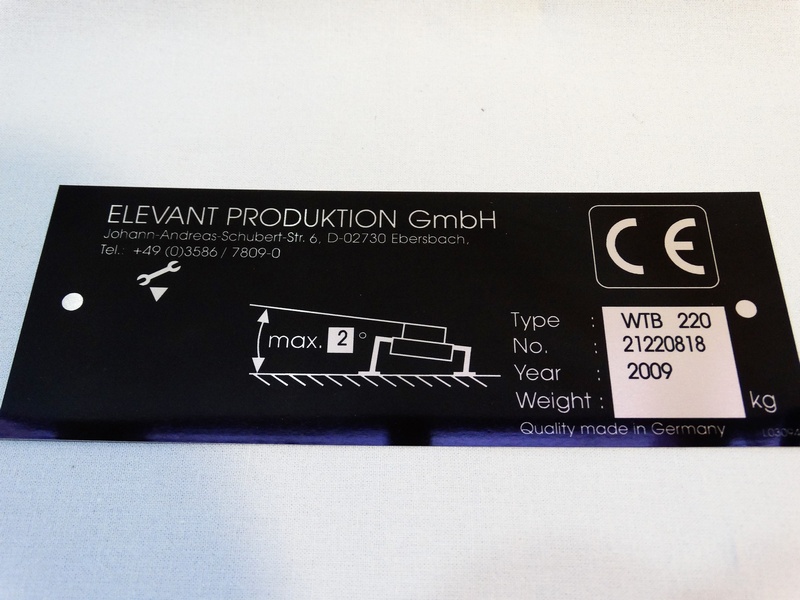 ELEVANT PRODUKTION GmbH
Johann-Andreas-Schubert-Str. 6, D-02730 Ebersbach,
Tel.: +49 (0)3586 / 7809-0
CE
max. 2°
Type : WTB 220
No. : 21220818
Year : 2009
Weight : kg
Quality made in Germany